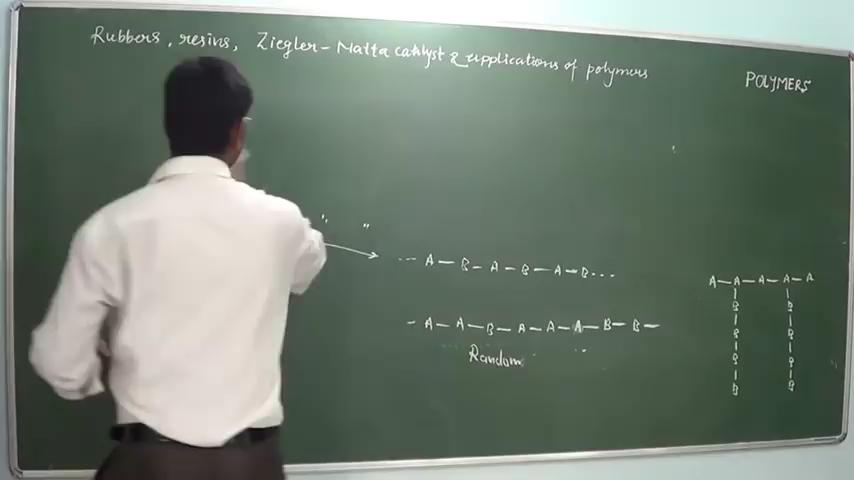 Rubbers, resins, Ziegler-Natta catalyst & applications of polymers
POLYMERS
" "
--- A — B — A — B — A — B ...
- A — A — B — A — A — A — B — B —
Random
A — A — A — A — A
B B
B B
B B
B B